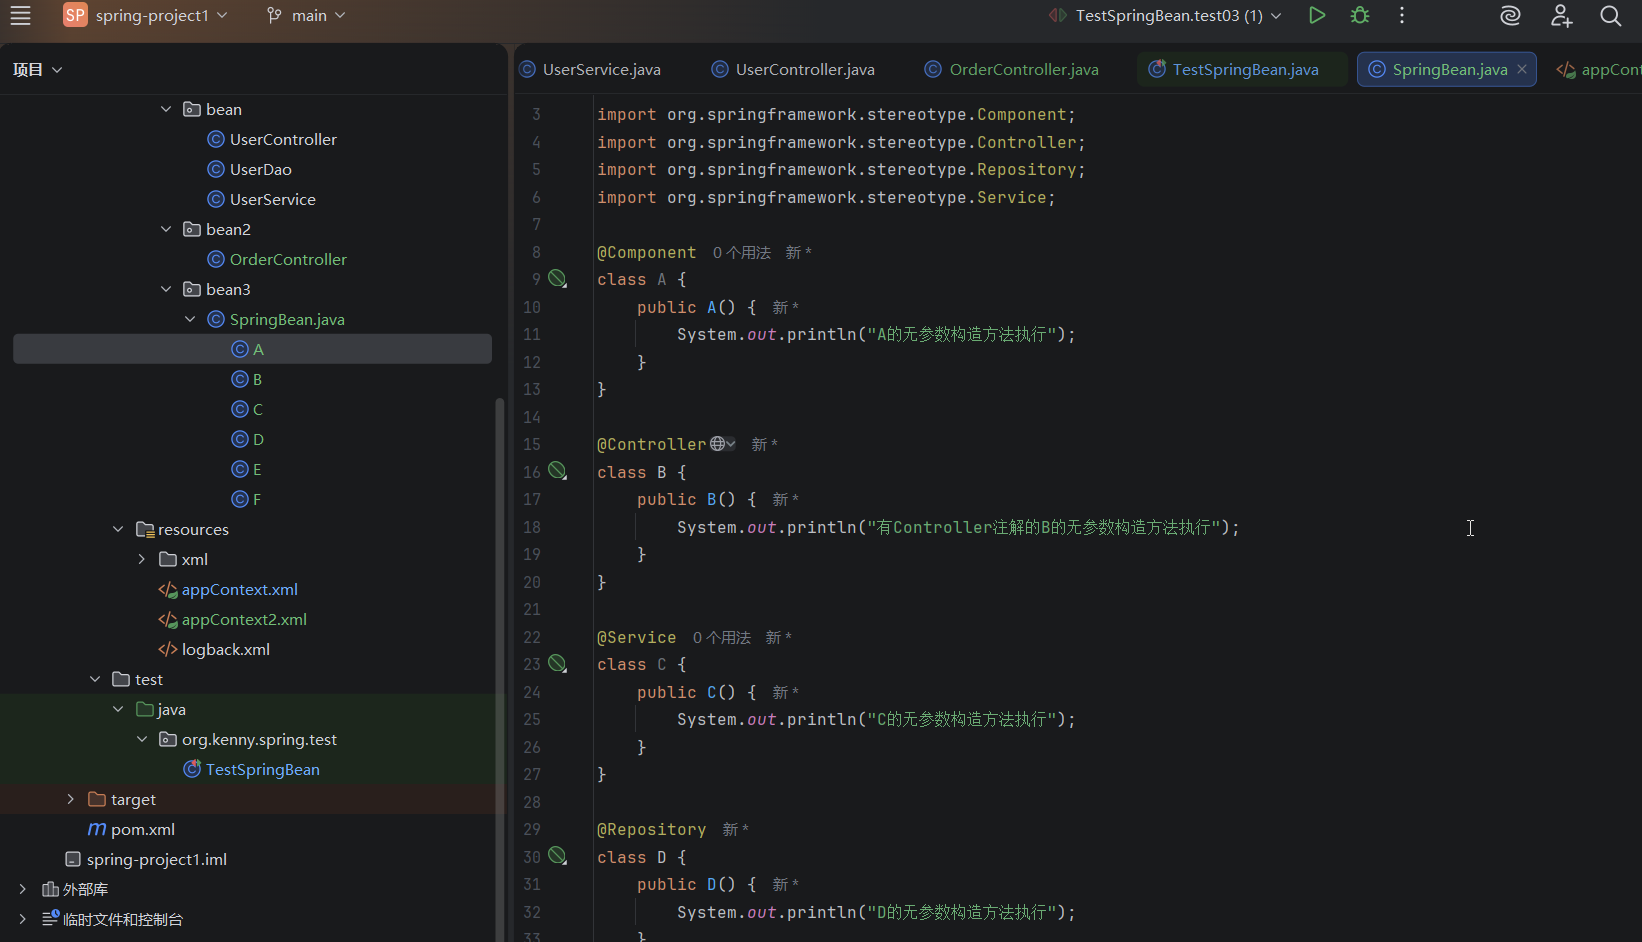 SP spring-project1 main TestSpringBean.test03 (1)
项目
bean
UserController
UserDao
UserService
bean2
OrderController
bean3
SpringBean.java
A
B
C
D
E
F
resources
xml
appContext.xml
appContext2.xml
logback.xml
test
java
org.kenny.spring.test
TestSpringBean
target
pom.xml
spring-project1.iml
外部库
临时文件和控制台
UserService.java UserController.java OrderController.java TestSpringBean.java SpringBean.java appCont
3 import org.springframework.stereotype.Component;
4 import org.springframework.stereotype.Controller;
5 import org.springframework.stereotype.Repository;
6 import org.springframework.stereotype.Service;
7
8 @Component 0个用法 新*
9 class A {
10 public A() { 新*
11 System.out.println("A的无参数构造方法执行");
12 }
13 }
14
15 @Controller 新*
16 class B {
17 public B() { 新*
18 System.out.println("有Controller注解的B的无参数构造方法执行");
19 }
20 }
21
22 @Service 0个用法 新*
23 class C {
24 public C() { 新*
25 System.out.println("C的无参数构造方法执行");
26 }
27 }
28
29 @Repository 新*
30 class D {
31 public D() { 新*
32 System.out.println("D的无参数构造方法执行");
33 }